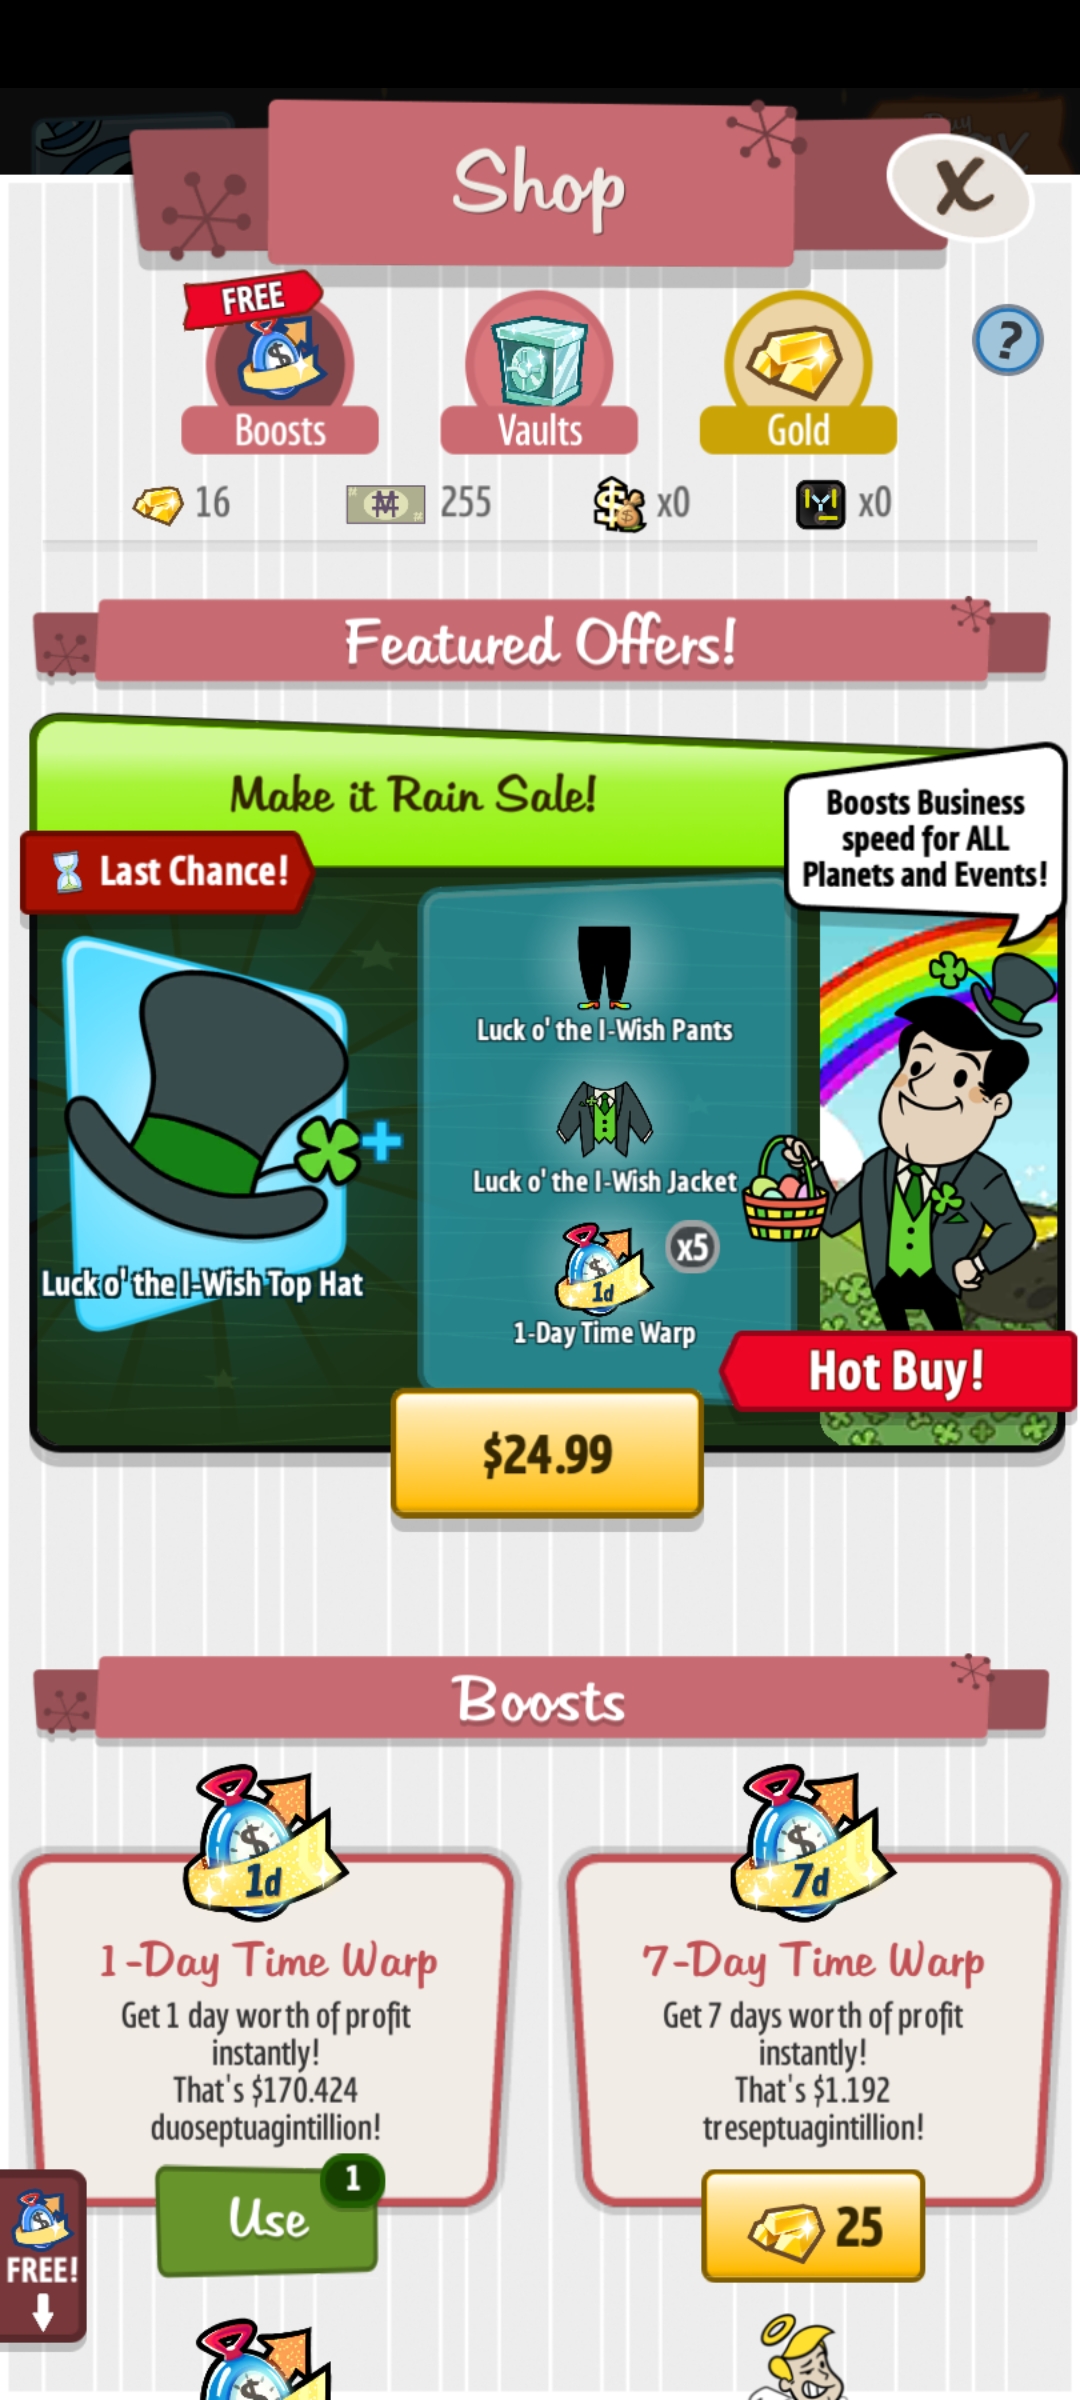 Shop
X
FREE
?
Boosts
Vaults
Gold
16
255
x0
x0
Featured Offers!
Make it Rain Sale!
Boosts Business
speed for ALL
Planets and Events!
Last Chance!
Luck o' the I-Wish Pants
Luck o' the I-Wish Jacket
Luck o' the I-Wish Top Hat
x5
1d
1-Day Time Warp
Hot Buy!
$24.99
Boosts
1d
1-Day Time Warp
Get 1 day worth of profit
instantly!
That's $170.424
duoseptuagintillion!
1
Use
7d
7-Day Time Warp
Get 7 days worth of profit
instantly!
That's $1.192
treseptuagintillion!
25
FREE!